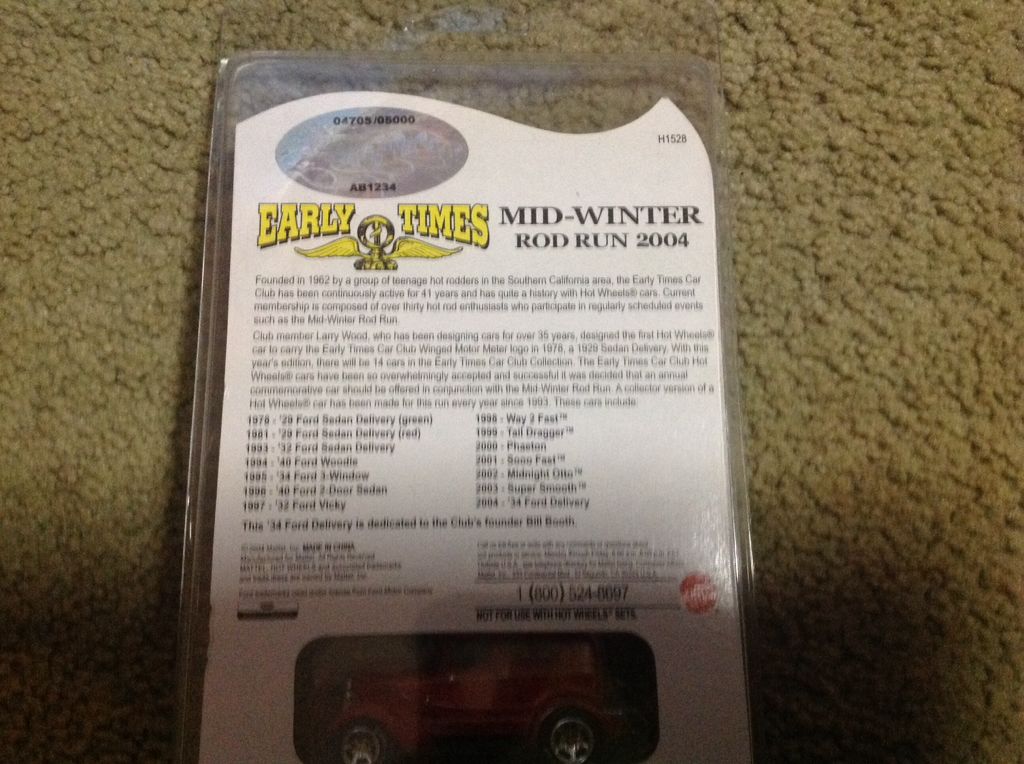 04705/05000
AB1234
H1528
EARLY TIMES
MID-WINTER
ROD RUN 2004
Founded in 1962 by a group of teenage hot rodders in the Southern California area, the Early Times Car
Club has been continuously active for 41 years and has quite a history with Hot Wheels® cars. Current
membership is composed of over thirty hot rod enthusiasts who participate in regularly scheduled events
such as the Mid-Winter Rod Run.
Club member Larry Wood, who has been designing cars for over 35 years, designed the first Hot Wheels®
car to carry the Early Times Car Club Winged Motor Meter logo in 1978, a 1929 Sedan Delivery. With this
year's edition, there will be 14 cars in the Early Times Car Club Collection. The Early Times Car Club Hot
Wheels® cars have been so overwhelmingly accepted and successful it was decided that an annual
commemorative car should be offered in conjunction with the Mid-Winter Rod Run. A collector version of a
Hot Wheels® car has been made for this run every year since 1993. These cars include:
1978 - '29 Ford Sedan Delivery (green)
1981 - '29 Ford Sedan Delivery (red)
1993 - '32 Ford Sedan Delivery
1994 - '40 Ford Woodie
1995 - '34 Ford 3-Window
1996 - '40 Ford 2-Door Sedan
1997 - '32 Ford Vicky
1998 - Way 2 Fast™
1999 - Tail Dragger™
2000 - Phaeton
2001 - Sooo Fast™
2002 - Midnight Otto™
2003 - Super Smooth™
2004 - '34 Ford Delivery
This '34 Ford Delivery is dedicated to the Club's founder Bill Booth.
MADE IN CHINA
1 (800) 524-8697
NOT FOR USE WITH HOT WHEELS® SETS.